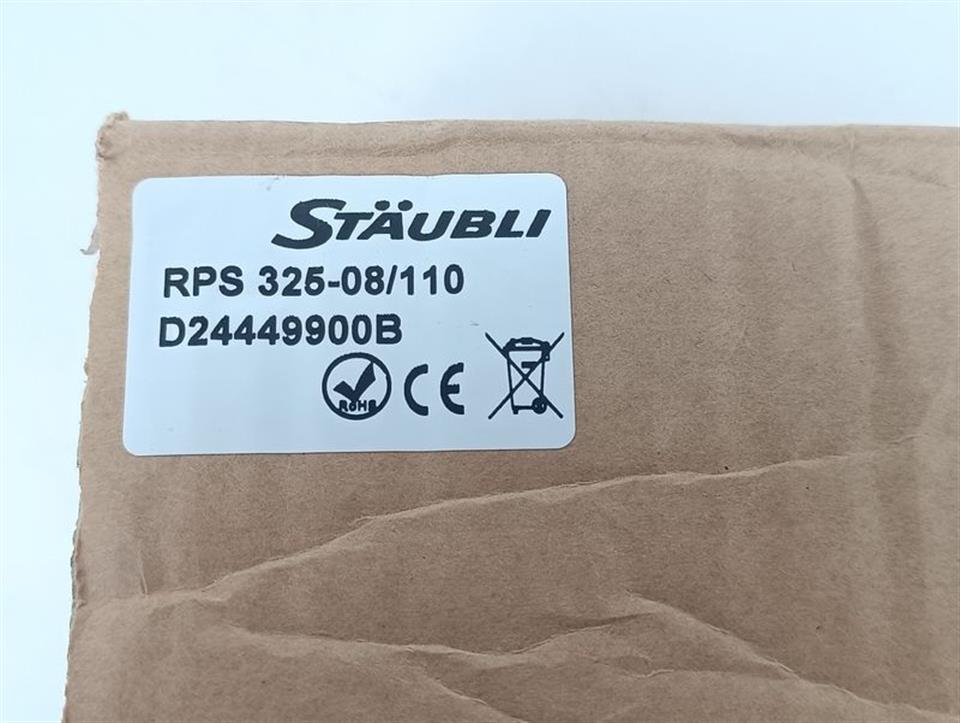 STÄUBLI
RPS 325-08/110
D24449900B
ROHS
CE